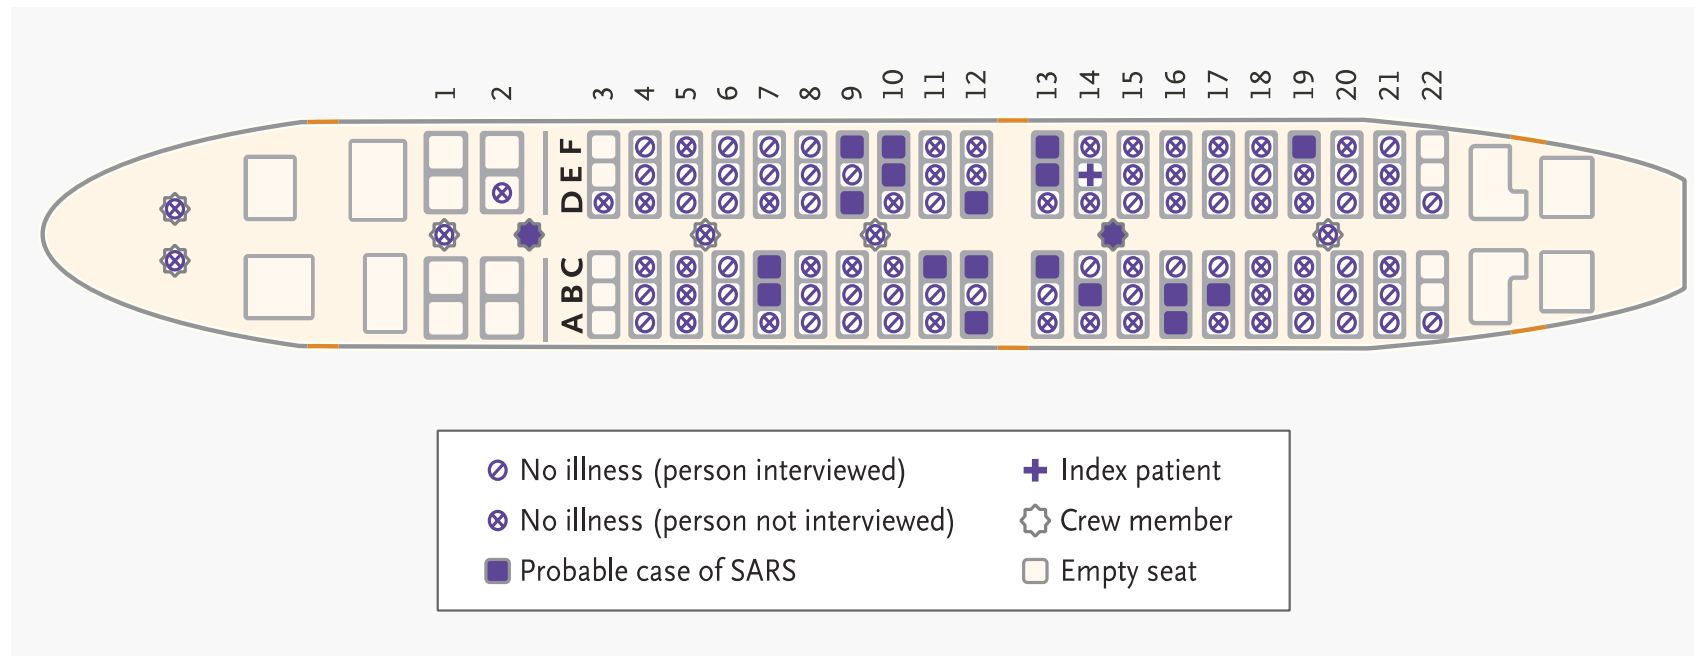 1 2 3 4 5 6 7 8 9 10 11 12 13 14 15 16 17 18 19 20 21 22
F
E
D
C
B
A
No illness (person interviewed)
No illness (person not interviewed)
Probable case of SARS
Index patient
Crew member
Empty seat